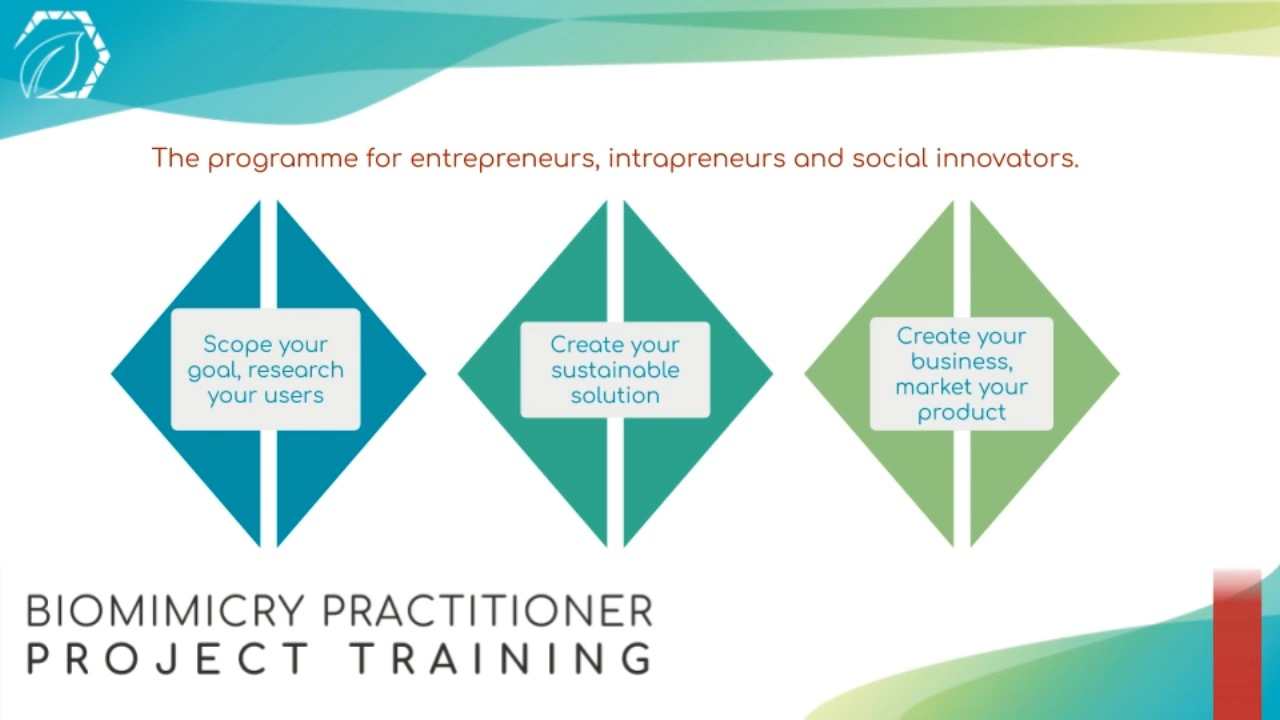 The programme for entrepreneurs, intrapreneurs and social innovators.
Scope your
goal, research
your users
Create your
sustainable
solution
Create your
business,
market your
product
BIOMIMICRY PRACTITIONER
PROJECT TRAINING